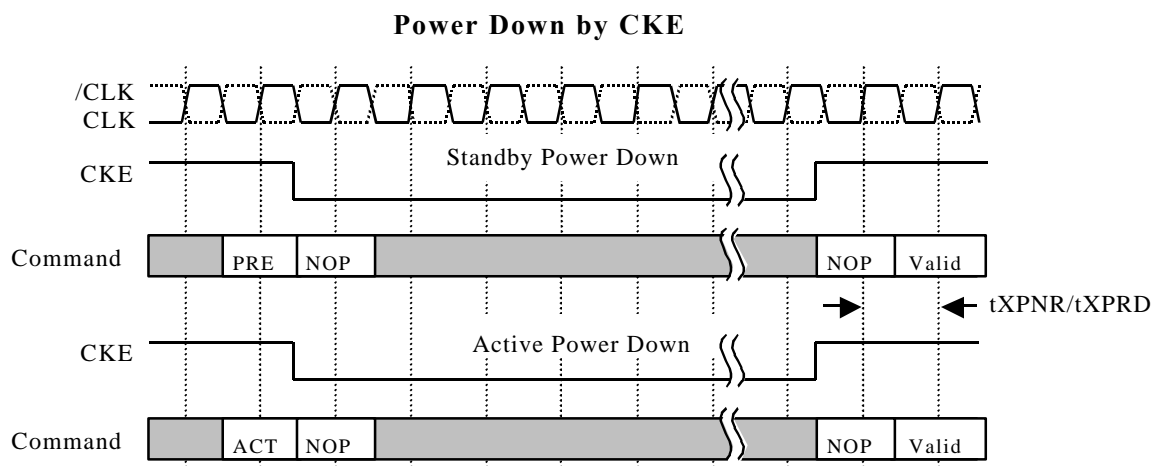 Power Down by CKE
/CLK
CLK
Standby Power Down
CKE
Command PRE NOP NOP Valid
tXPNR/tXPRD
Active Power Down
CKE
Command ACT NOP NOP Valid